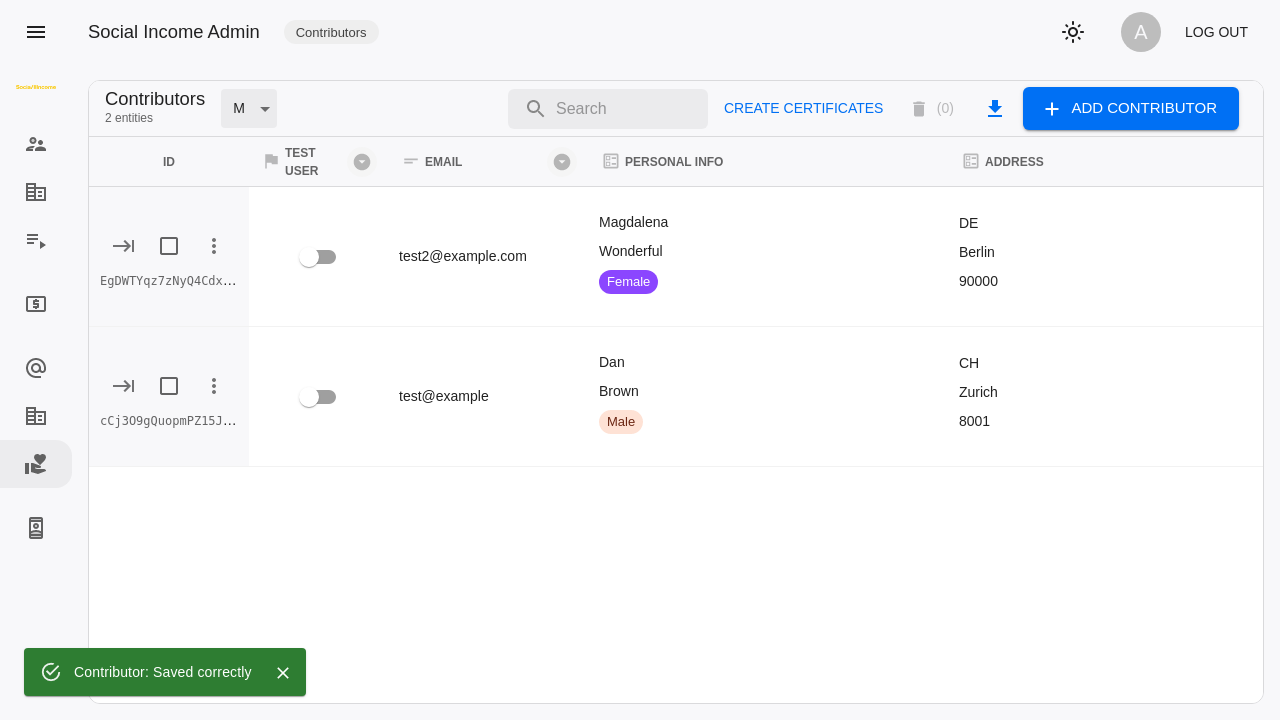 Social Income Admin
Contributors
A
LOG OUT
Social Income
Contributors
2 entities
M
Search
CREATE CERTIFICATES
(0)
ADD CONTRIBUTOR
ID
TEST USER
EMAIL
PERSONAL INFO
ADDRESS
EgDWTYqz7zNyQ4Cdx...
test2@example.com
Magdalena
Wonderful
Female
DE
Berlin
90000
cCj3O9gQuopmPZ15J...
test@example
Dan
Brown
Male
CH
Zurich
8001
Contributor: Saved correctly